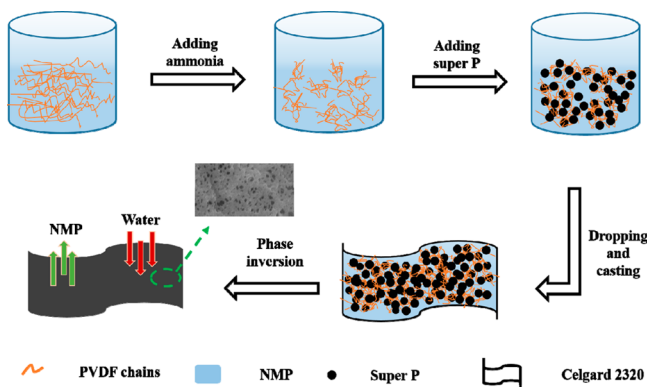 Adding
ammonia
Adding
super P
NMP
Water
Phase
inversion
Dropping
and
casting
PVDF chains
NMP
Super P
Celgard 2320